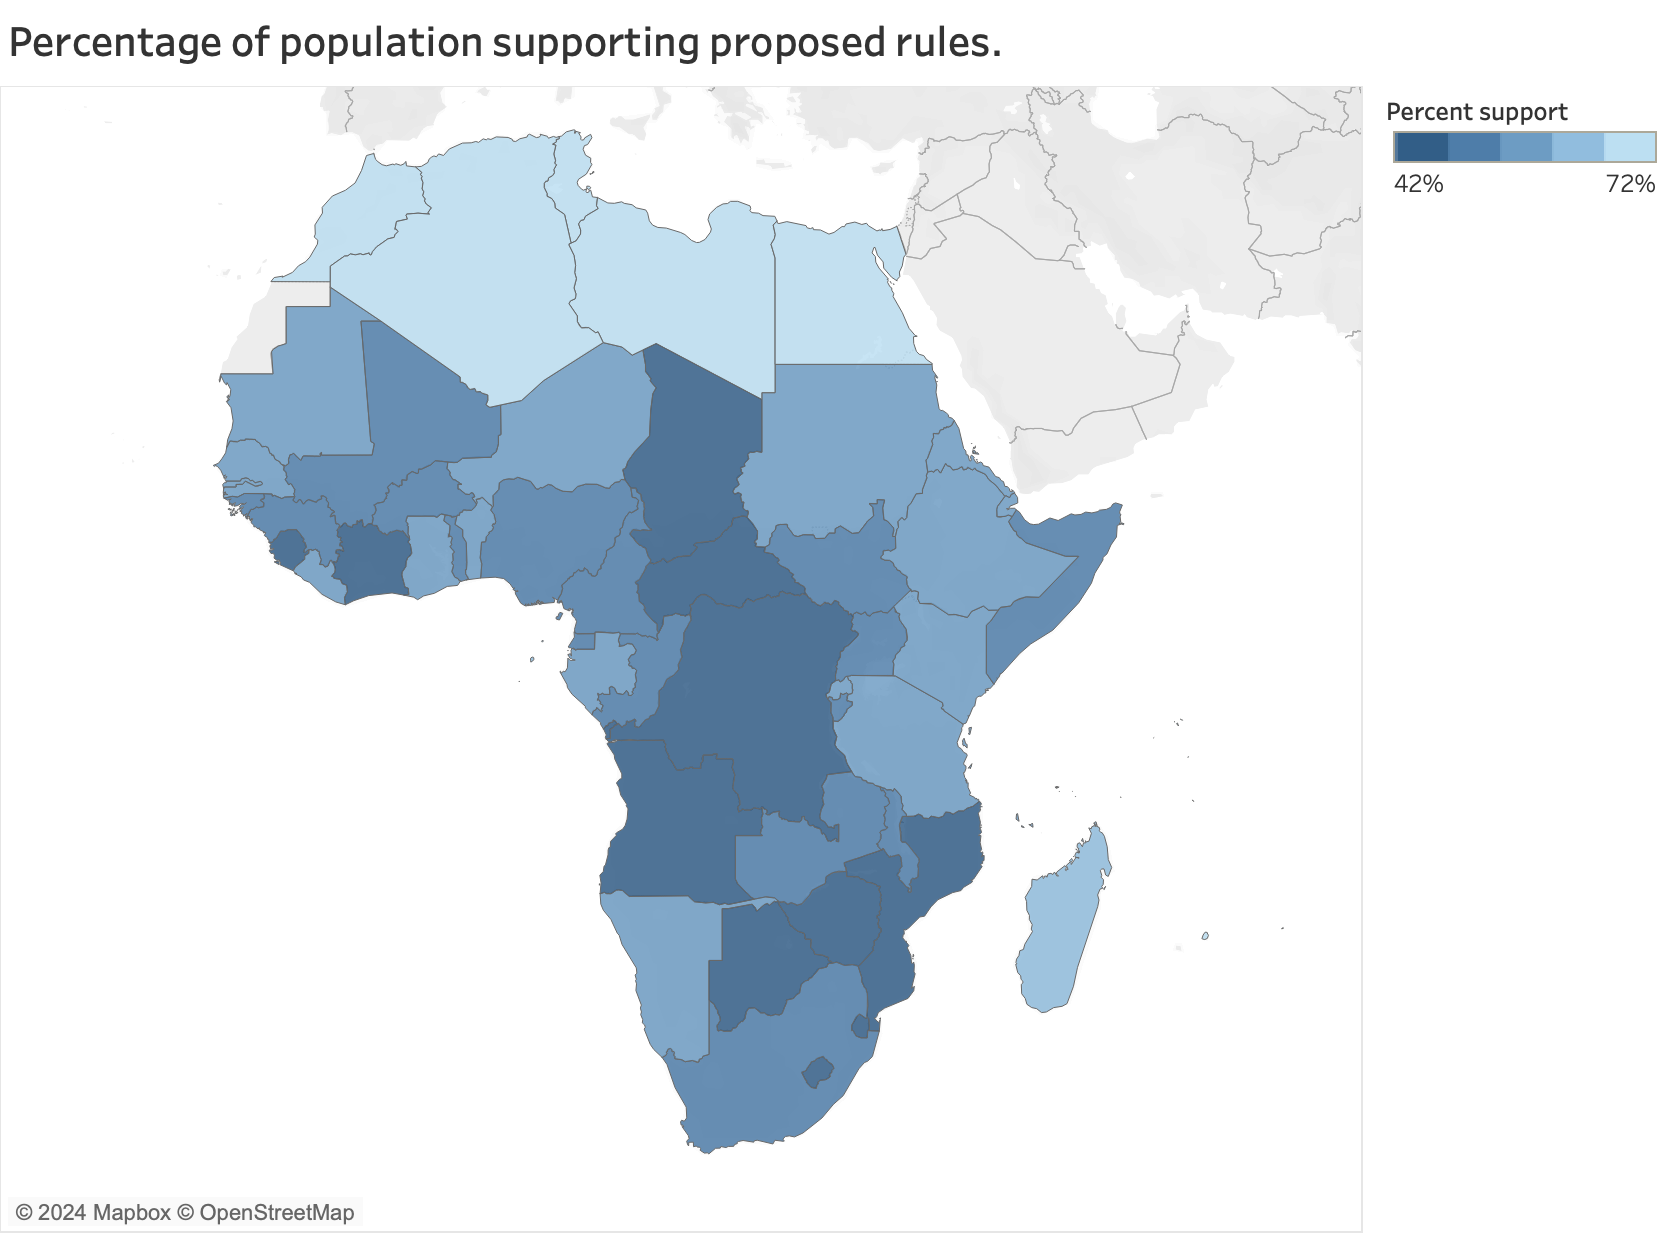 Percentage of population supporting proposed rules.
Percent support
42% 72%
© 2024 Mapbox © OpenStreetMap